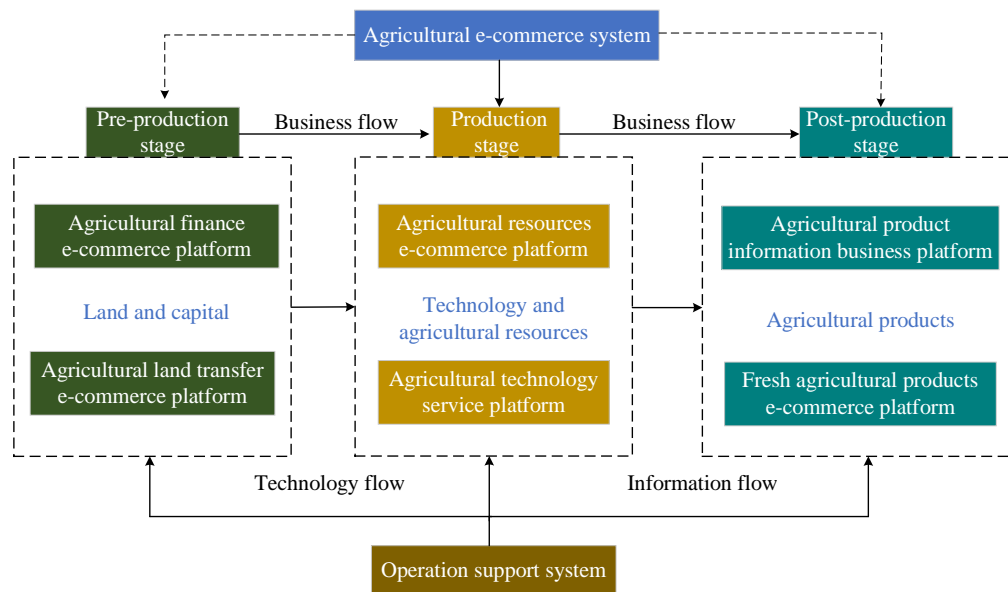 Agricultural e-commerce system
Pre-production
stage
Business flow
Production
stage
Business flow
Post-production
stage
Agricultural finance
e-commerce platform
Land and capital
Agricultural land transfer
e-commerce platform
Agricultural resources
e-commerce platform
Technology and
agricultural resources
Agricultural technology
service platform
Agricultural product
information business platform
Agricultural products
Fresh agricultural products
e-commerce platform
Technology flow
Information flow
Operation support system